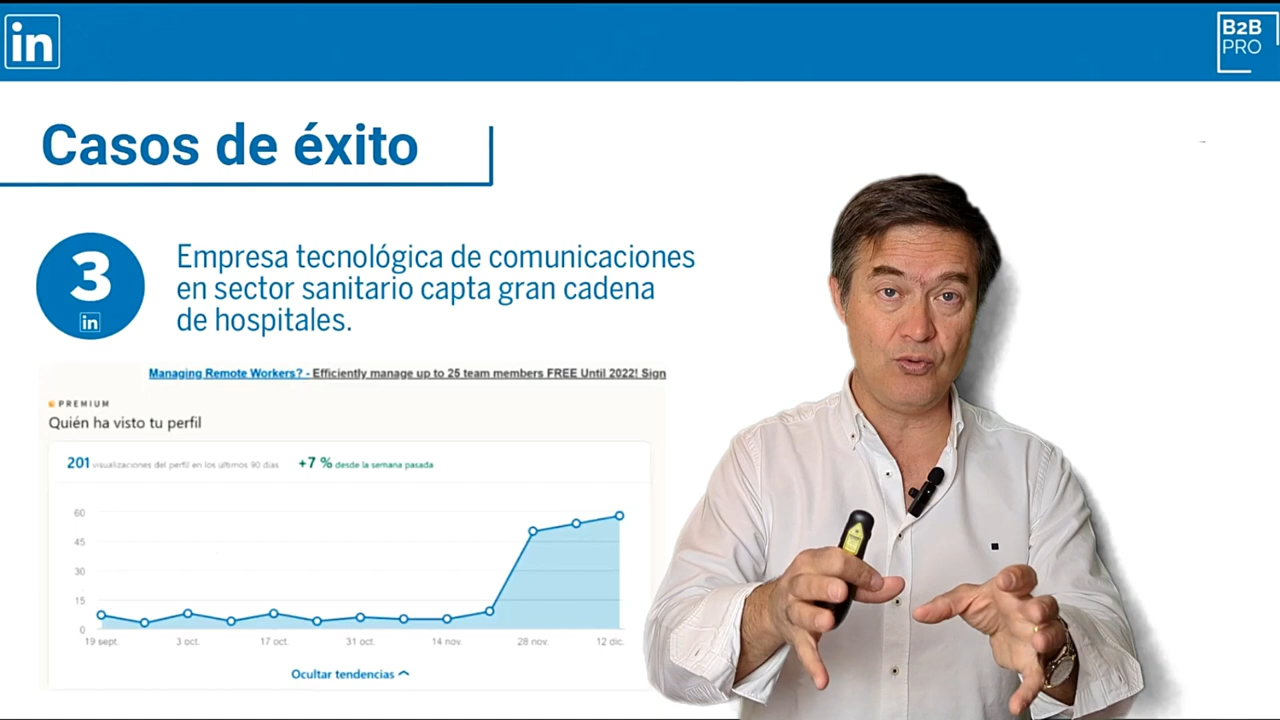 in
B2B
PRO
Casos de éxito
3
in
Empresa tecnológica de comunicaciones
en sector sanitario capta gran cadena
de hospitales.
Managing Remote Workers? - Efficiently manage up to 25 team members FREE Until 2022! Sign
PREMIUM
Quién ha visto tu perfil
201 visualizaciones del perfil en los últimos 90 días +7 % desde la semana pasada
60
45
30
15
0
19 sept. 3 oct. 17 oct. 31 oct. 14 nov. 28 nov. 12 dic.
Ocultar tendencias